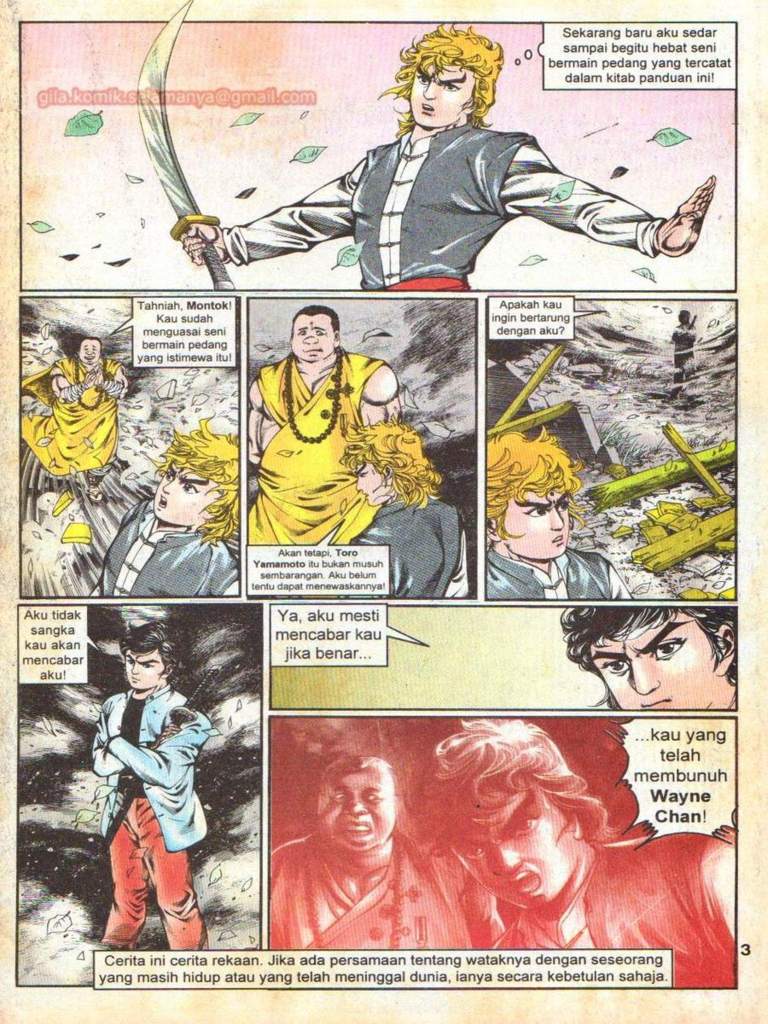 Sekarang baru aku sedar
sampai begitu hebat seni
bermain pedang yang tercatat
dalam kitab panduan ini!
gila.komik.selamanya@gmail.com
Tahniah, Montok!
Kau sudah
menguasai seni
bermain pedang
yang istimewa itu!
Akan tetapi, Toro
Yamamoto itu bukan musuh
sembarangan. Aku belum
tentu dapat menewaskannya!
Apakah kau
ingin bertarung
dengan aku?
Aku tidak
sangka
kau akan
mencabar
aku!
Ya, aku mesti
mencabar kau
jika benar...
...kau yang
telah
membunuh
Wayne
Chan!
Cerita ini cerita rekaan. Jika ada persamaan tentang wataknya dengan seseorang
yang masih hidup atau yang telah meninggal dunia, ianya secara kebetulan sahaja.
3